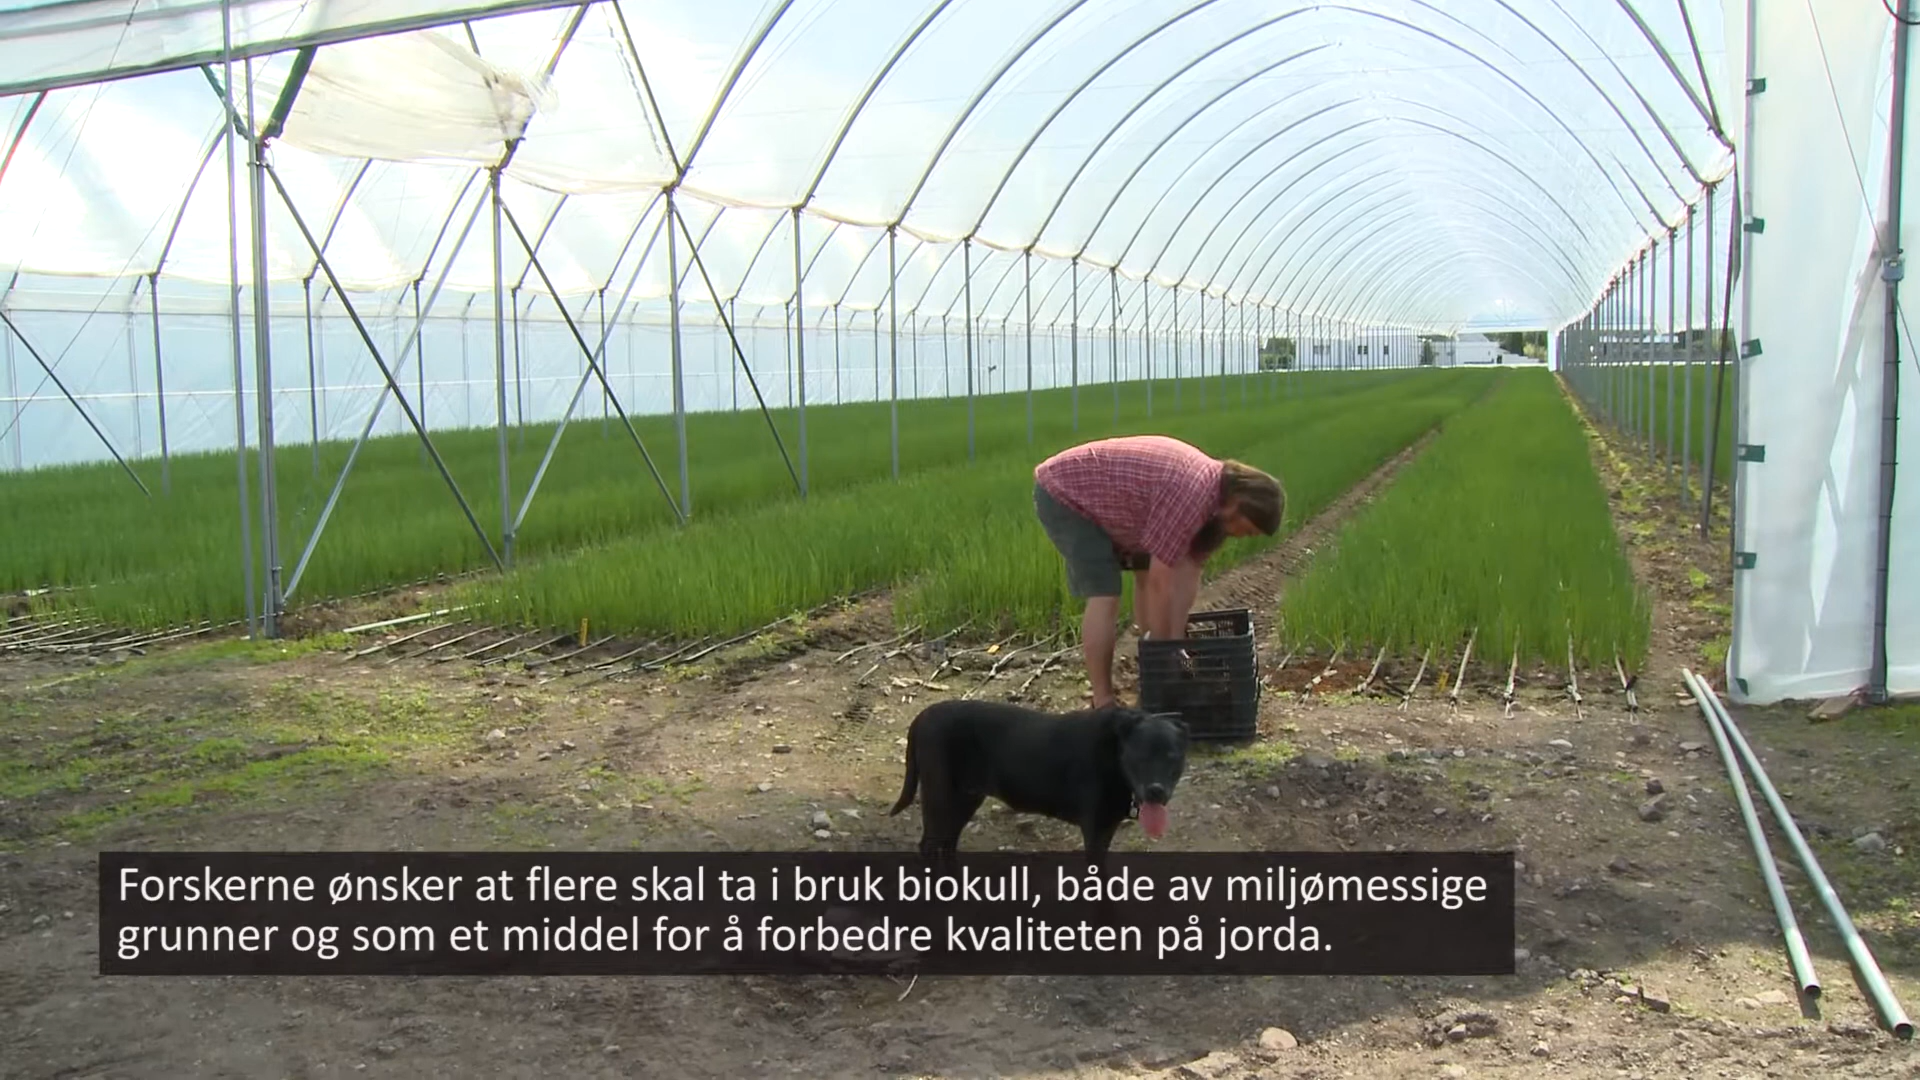 Forskerne ønsker at flere skal ta i bruk biokull, både av miljømessige
grunner og som et middel for å forbedre kvaliteten på jorda.